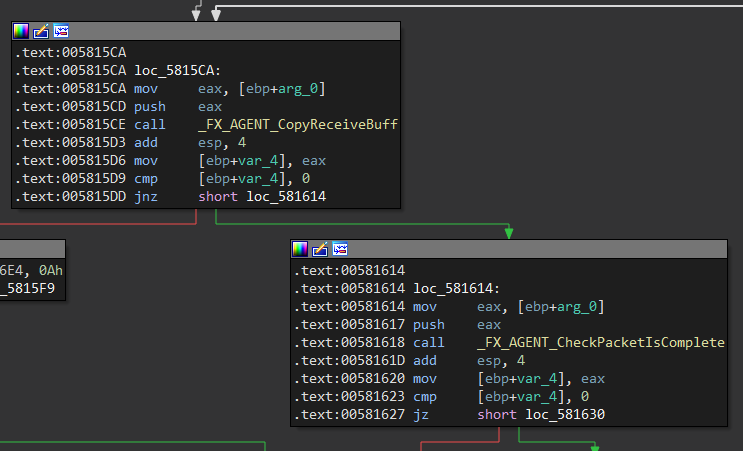 .text:005815CA
.text:005815CA loc_5815CA:
.text:005815CA mov eax, [ebp+arg_0]
.text:005815CD push eax
.text:005815CE call _FX_AGENT_CopyReceiveBuff
.text:005815D3 add esp, 4
.text:005815D6 mov [ebp+var_4], eax
.text:005815D9 cmp [ebp+var_4], 0
.text:005815DD jnz short loc_581614
6E4, 0Ah
_5815F9
.text:00581614
.text:00581614 loc_581614:
.text:00581614 mov eax, [ebp+arg_0]
.text:00581617 push eax
.text:00581618 call _FX_AGENT_CheckPacketIsComplete
.text:0058161D add esp, 4
.text:00581620 mov [ebp+var_4], eax
.text:00581623 cmp [ebp+var_4], 0
.text:00581627 jz short loc_581630